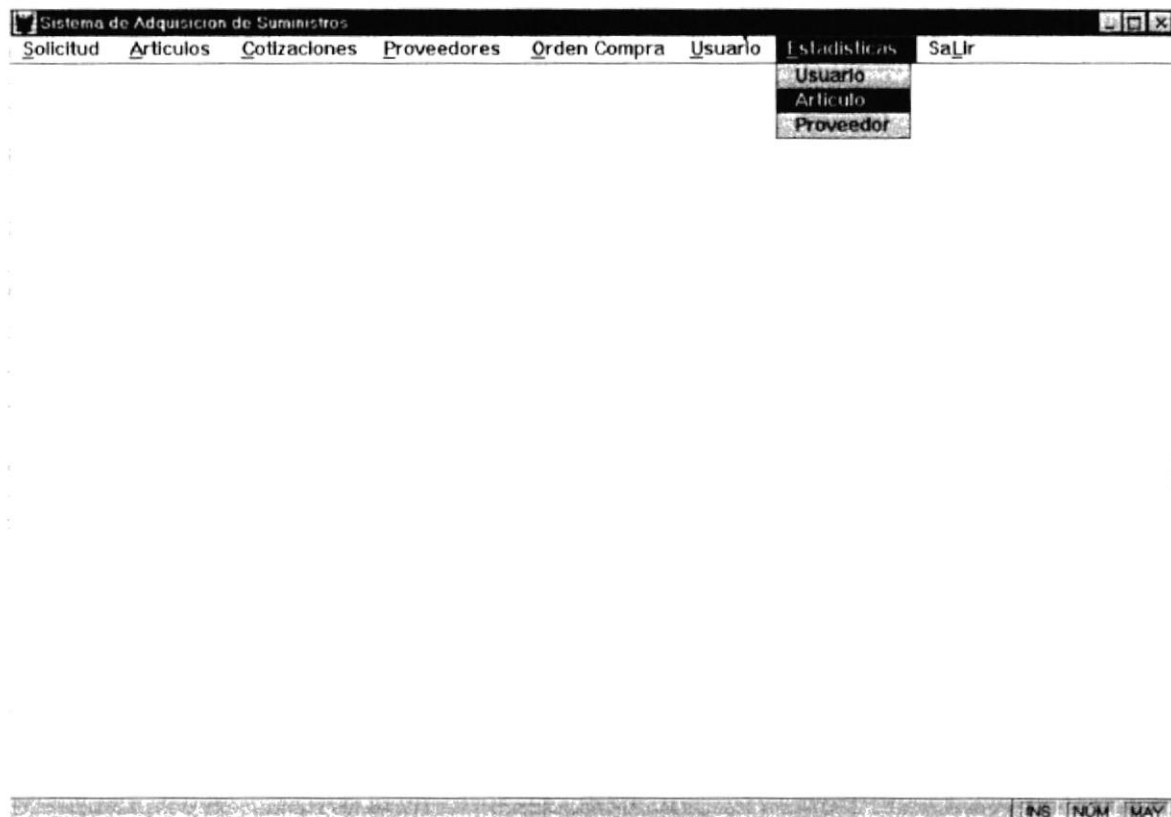 Sistema de Adquisicion de Suministros
Solicitud Articulos Cotizaciones Proveedores Orden Compra Usuario Estadisticas SaLir
Usuario
Articulo
Proveedor
INS NÚM MAY